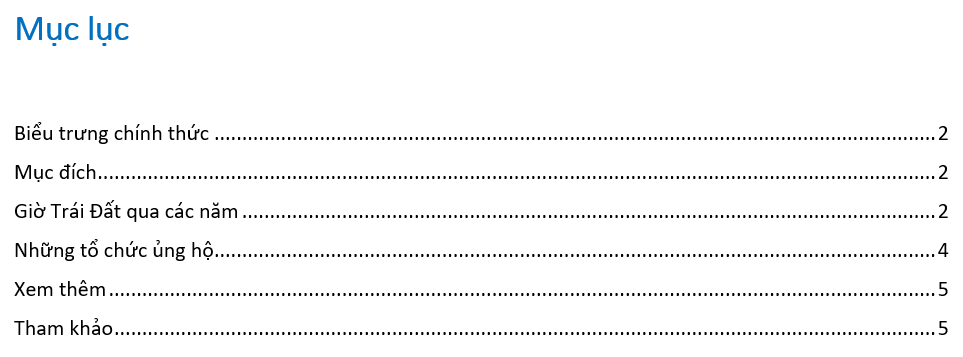 Mục lục
Biểu trưng chính thức ........................................................................................................................................ 2
Mục đích.............................................................................................................................................................. 2
Giờ Trái Đất qua các năm ................................................................................................................................... 2
Những tổ chức ủng hộ........................................................................................................................................ 4
Xem thêm ............................................................................................................................................................ 5
Tham khảo........................................................................................................................................................... 5